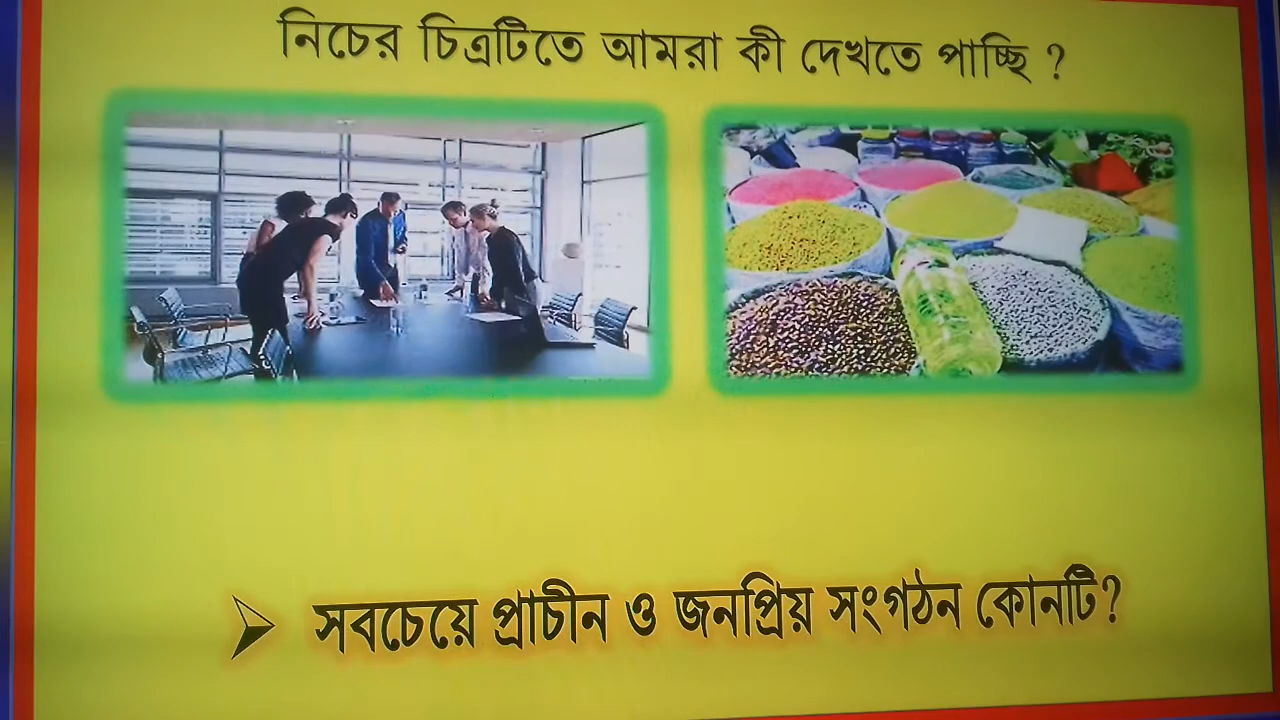 নিচের চিত্রটিতে আমরা কী দেখতে পাচ্ছি ?
সবচেয়ে প্রাচীন ও জনপ্রিয় সংগঠন কোনটি?